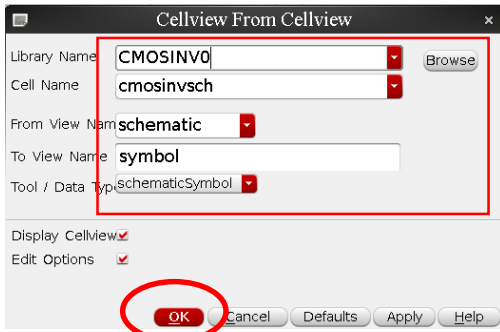 Cellview From Cellview ×
Library Name CMOSINV0 Browse
Cell Name cmosinvsch
From View Nam schematic
To View Name symbol
Tool / Data Typ schematicSymbol
Display Cellview
Edit Options
OK Cancel Defaults Apply Help